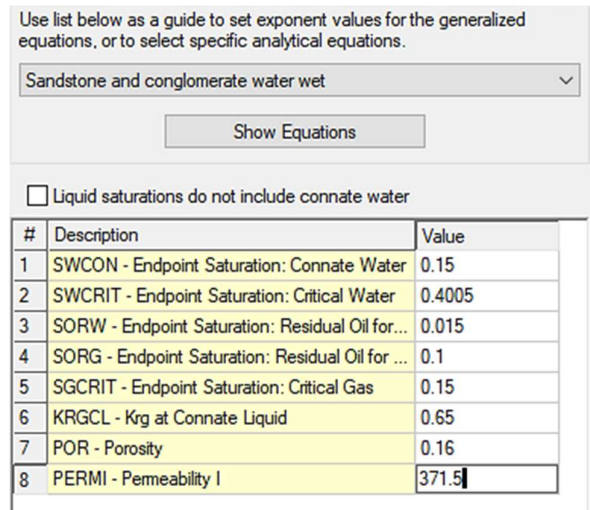 Use list below as a guide to set exponent values for the generalized
equations, or to select specific analytical equations.
Sandstone and conglomerate water wet
Show Equations
Liquid saturations do not include connate water
# Description Value
1 SWCON - Endpoint Saturation: Connate Water 0.15
2 SWCRIT - Endpoint Saturation: Critical Water 0.4005
3 SORW - Endpoint Saturation: Residual Oil for... 0.015
4 SORG - Endpoint Saturation: Residual Oil for ... 0.1
5 SGCRIT - Endpoint Saturation: Critical Gas 0.15
6 KRGCL - Krg at Connate Liquid 0.65
7 POR - Porosity 0.16
8 PERMI - Permeability I 371.5